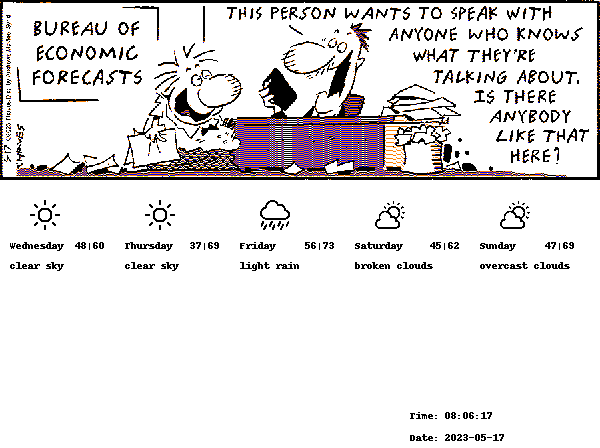 BUREAU OF
ECONOMIC
FORECASTS
THIS PERSON WANTS TO SPEAK WITH
ANYONE WHO KNOWS
WHAT THEY'RE
TALKING ABOUT.
IS THERE
ANYBODY
LIKE THAT
HERE?
5-17
Wednesday 48|60
clear sky
Thursday 37|69
clear sky
Friday 56|73
light rain
Saturday 45|62
broken clouds
Sunday 47|69
overcast clouds
Time: 08:06:17
Date: 2023-05-17